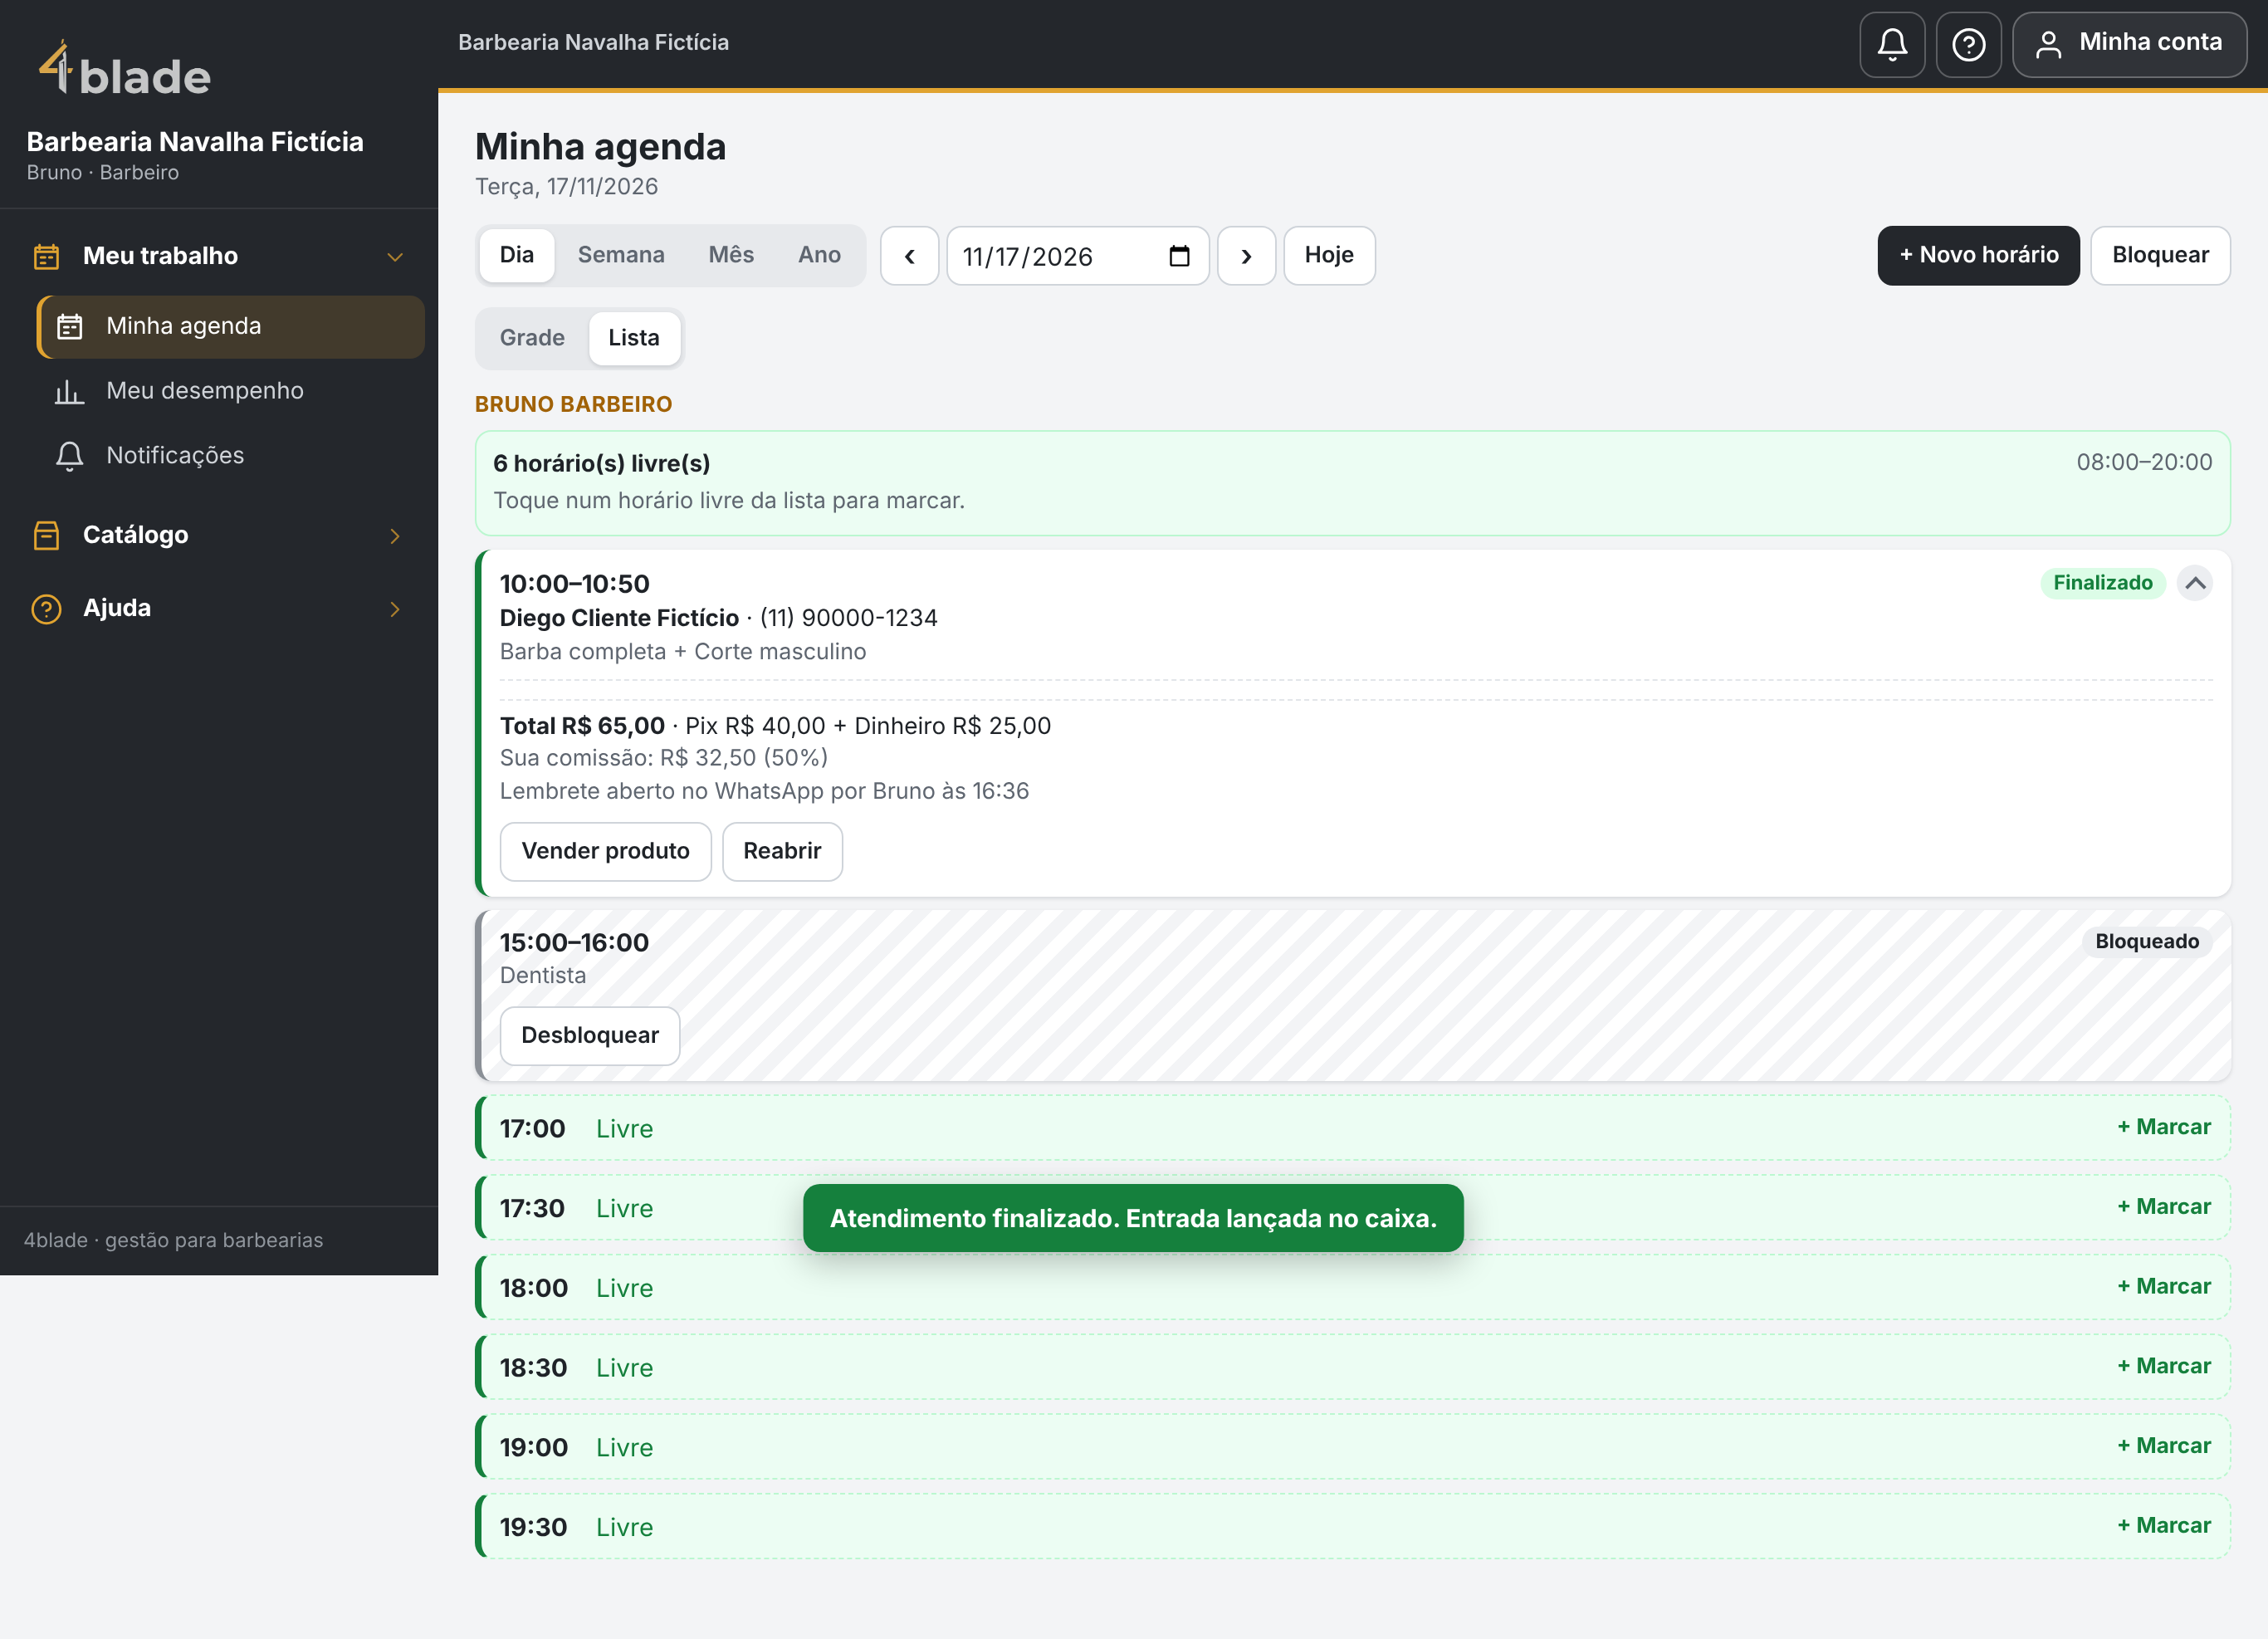 4blade
Barbearia Navalha Fictícia
Bruno · Barbeiro
Meu trabalho
Minha agenda
Meu desempenho
Notificações
Catálogo
Ajuda
4blade · gestão para barbearias
Barbearia Navalha Fictícia
Minha conta
Minha agenda
Terça, 17/11/2026
Dia Semana Mês Ano ‹ 11/17/2026 › Hoje + Novo horário Bloquear
Grade Lista
BRUNO BARBEIRO
6 horário(s) livre(s) 08:00–20:00
Toque num horário livre da lista para marcar.
10:00–10:50 Finalizado
Diego Cliente Fictício · (11) 90000-1234
Barba completa + Corte masculino
Total R$ 65,00 · Pix R$ 40,00 + Dinheiro R$ 25,00
Sua comissão: R$ 32,50 (50%)
Lembrete aberto no WhatsApp por Bruno às 16:36
Vender produto Reabrir
15:00–16:00 Bloqueado
Dentista
Desbloquear
17:00 Livre + Marcar
17:30 Livre + Marcar
Atendimento finalizado. Entrada lançada no caixa.
18:00 Livre + Marcar
18:30 Livre + Marcar
19:00 Livre + Marcar
19:30 Livre + Marcar